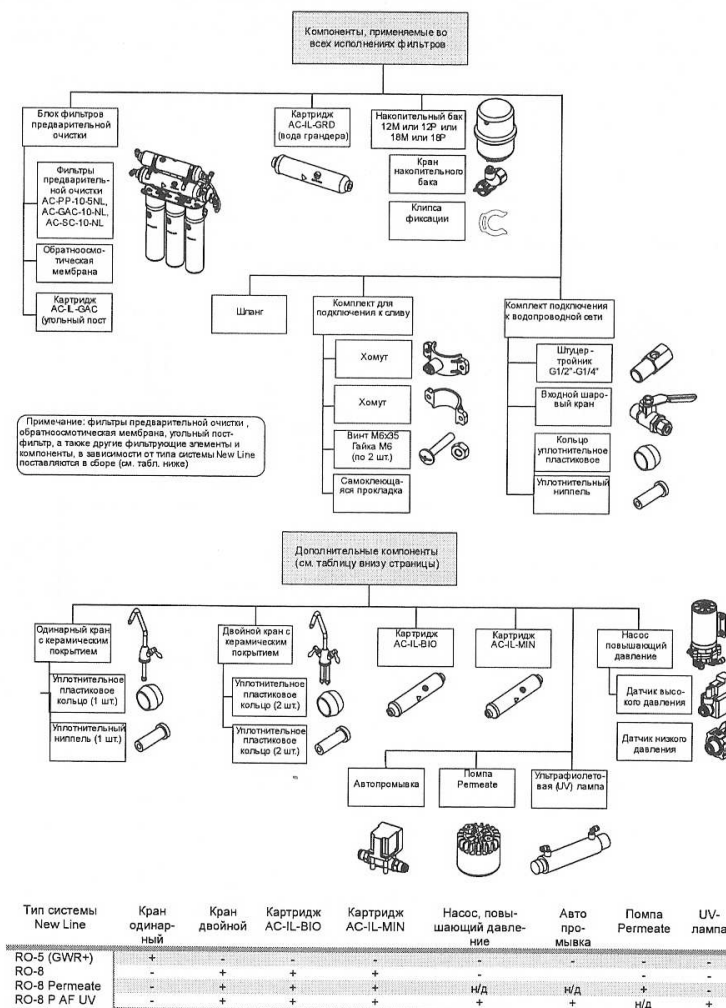 Компоненты, применяемые во
всех исполнениях фильтров
Блок фильтров
предварительной
очистки
Фильтры
предваритель-
ной очистки
AC-PP-10-5NL,
AC-GAC-10-NL,
AC-SC-10-NL
Обратноосмо-
тическая
мембрана
Картридж
AC-IL-GAC
(угольный пост
Картридж
AC-IL-GRD
(вода грандера)
Накопительный бак
12М или 12Р или
18М или 18Р
Кран
накопительного
бака
Клипса
фиксации
Шланг
Комплект для
подключения к сливу
Хомут
Хомут
Винт М6х35
Гайка М6
(по 2 шт.)
Самоклеюща-
яся прокладка
Комплект подключения
к водопроводной сети
Штуцер -
тройник
G1/2"-G1/4"
Входной шаро-
вый кран
Кольцо
уплотнительное
пластиковое
Уплотнительный
ниппель
Примечание: фильтры предварительной очистки ,
обратноосмотическая мембрана, угольный пост-
фильтр, а также другие фильтрующие элементы и
компоненты, в зависимости от типа системы New Line
поставляются в сборе (см. табл. ниже)
Дополнительные компоненты
(см. таблицу внизу страницы)
Одинарный кран
с керамическим
покрытием
Уплотнительное
пластиковое
кольцо (1 шт.)
Уплотнительный
ниппель (1 шт.)
Двойной кран с
керамическим
покрытием
Уплотнительное
пластиковое
кольцо (2 шт.)
Уплотнительное
пластиковое
кольцо (2 шт.)
Картридж
AC-IL-BIO
Картридж
AC-IL-MIN
Насос
повышающий
давление
Датчик высо-
кого давления
Датчик низкого
давления
Автопромывка
Помпа
Permeate
Ультрафиолето-
вая (UV) лампа
Тип системы New Line Кран одинар-ный Кран двойной Картридж AC-IL-BIO Картридж AC-IL-MIN Насос, повы-шающий давле-ние Авто про-мывка Помпа Permeate UV-лампа
RO-5 (GWR+) + - - - - - - -
RO-8 - + + + - - - -
RO-8 Permeate - + + + н/д н/д + -
RO-8 P AF UV - + + + + + н/д +